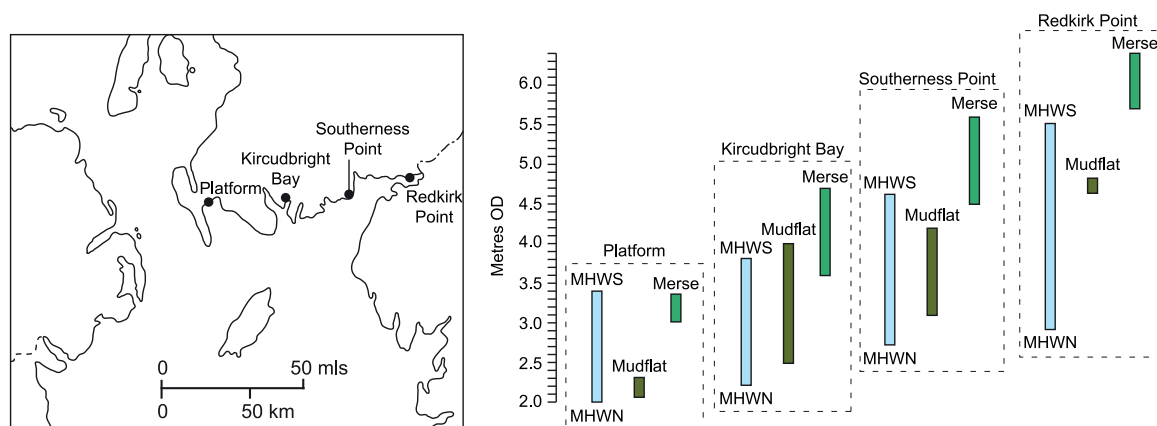 Southerness
Point
Kircudbright
Bay
Platform
Redkirk
Point
0 50 mls
0 50 km
Metres OD
6.0
5.5
5.0
4.5
4.0
3.5
3.0
2.5
2.0
Platform
MHWS
Merse
Mudflat
MHWN
Kircudbright Bay
Merse
Mudflat
MHWS
MHWN
Southerness Point
Merse
MHWS
Mudflat
MHWN
Redkirk Point
Merse
MHWS
Mudflat
MHWN